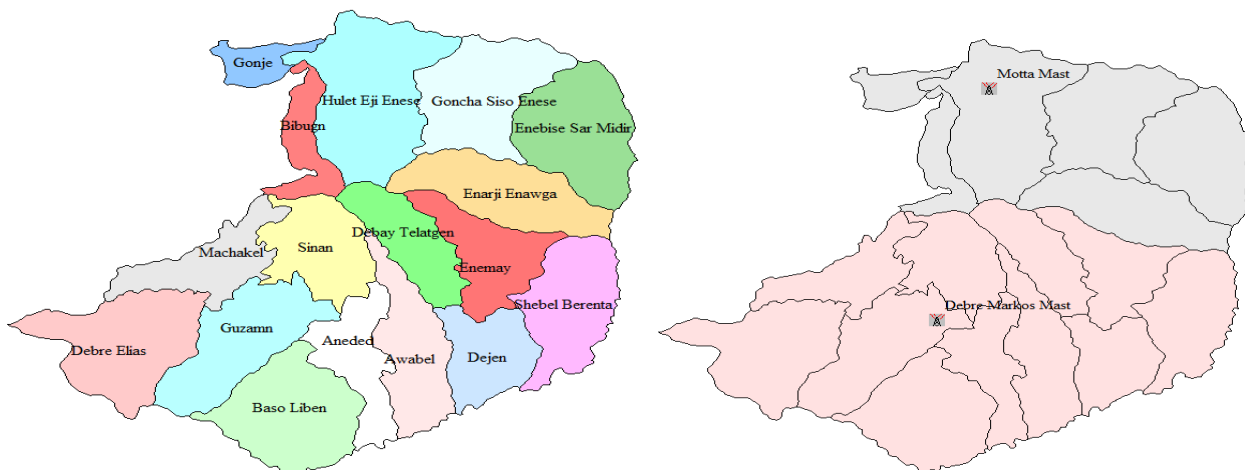 Gonje
Hulet Eji Enese
Goncha Siso Enese
Bibugn
Enebise Sar Midir
Enarji Enawga
Debay Telatgen
Sinan
Machakel
Enemay
Shebel Berenta
Guzamn
Aneded
Debre Elias
Awabel
Dejen
Baso Liben
Motta Mast
Debre Markos Mast